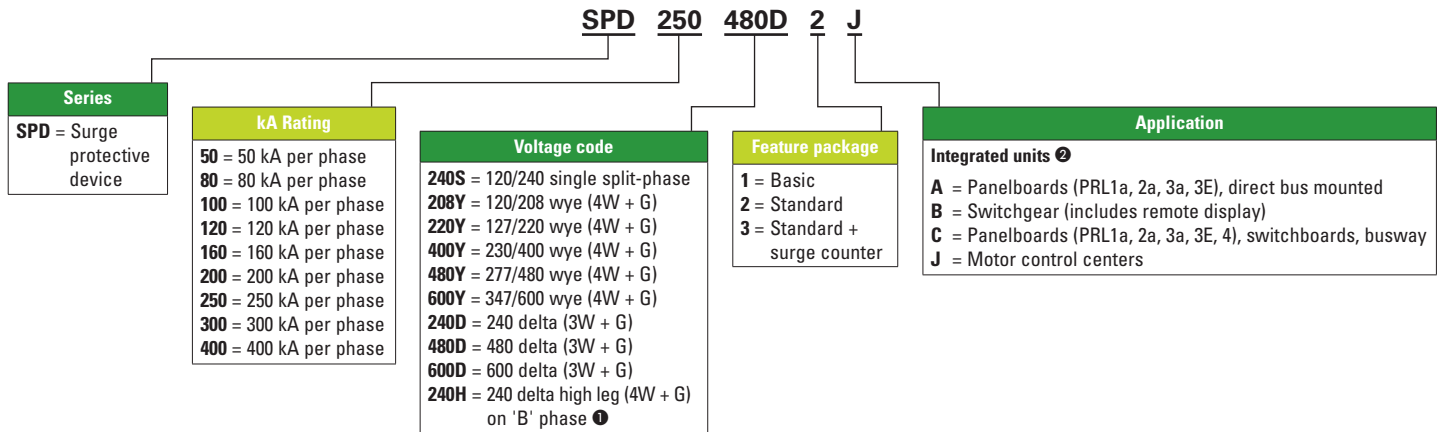 SPD 250 480D 2 J
Series
SPD = Surge
protective
device
kA Rating
50 = 50 kA per phase
80 = 80 kA per phase
100 = 100 kA per phase
120 = 120 kA per phase
160 = 160 kA per phase
200 = 200 kA per phase
250 = 250 kA per phase
300 = 300 kA per phase
400 = 400 kA per phase
Voltage code
240S = 120/240 single split-phase
208Y = 120/208 wye (4W + G)
220Y = 127/220 wye (4W + G)
400Y = 230/400 wye (4W + G)
480Y = 277/480 wye (4W + G)
600Y = 347/600 wye (4W + G)
240D = 240 delta (3W + G)
480D = 480 delta (3W + G)
600D = 600 delta (3W + G)
240H = 240 delta high leg (4W + G)
on 'B' phase ❶
Feature package
1 = Basic
2 = Standard
3 = Standard +
surge counter
Application
Integrated units ❷
A = Panelboards (PRL1a, 2a, 3a, 3E), direct bus mounted
B = Switchgear (includes remote display)
C = Panelboards (PRL1a, 2a, 3a, 3E, 4), switchboards, busway
J = Motor control centers